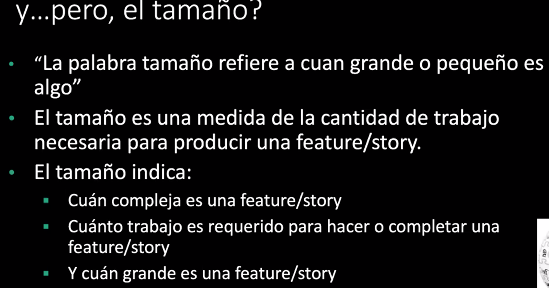 y...pero, el tamaño?
• “La palabra tamaño refiere a cuan grande o pequeño es
algo”
• El tamaño es una medida de la cantidad de trabajo
necesaria para producir una feature/story.
• El tamaño indica:
▪ Cuán compleja es una feature/story
▪ Cuánto trabajo es requerido para hacer o completar una
feature/story
▪ Y cuán grande es una feature/story